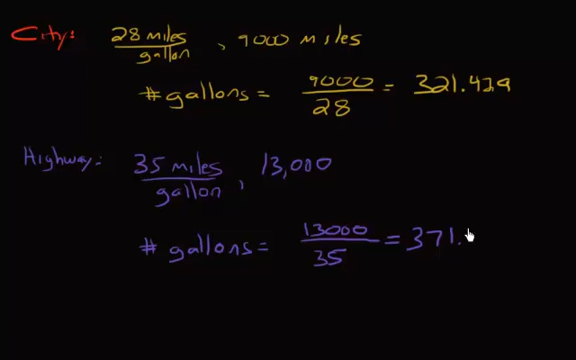 City: 28 miles/gallon, 9000 miles
# gallons = 9000/28 = 321.429
Highway: 35 miles/gallon, 13,000
# gallons = 13000/35 = 371.